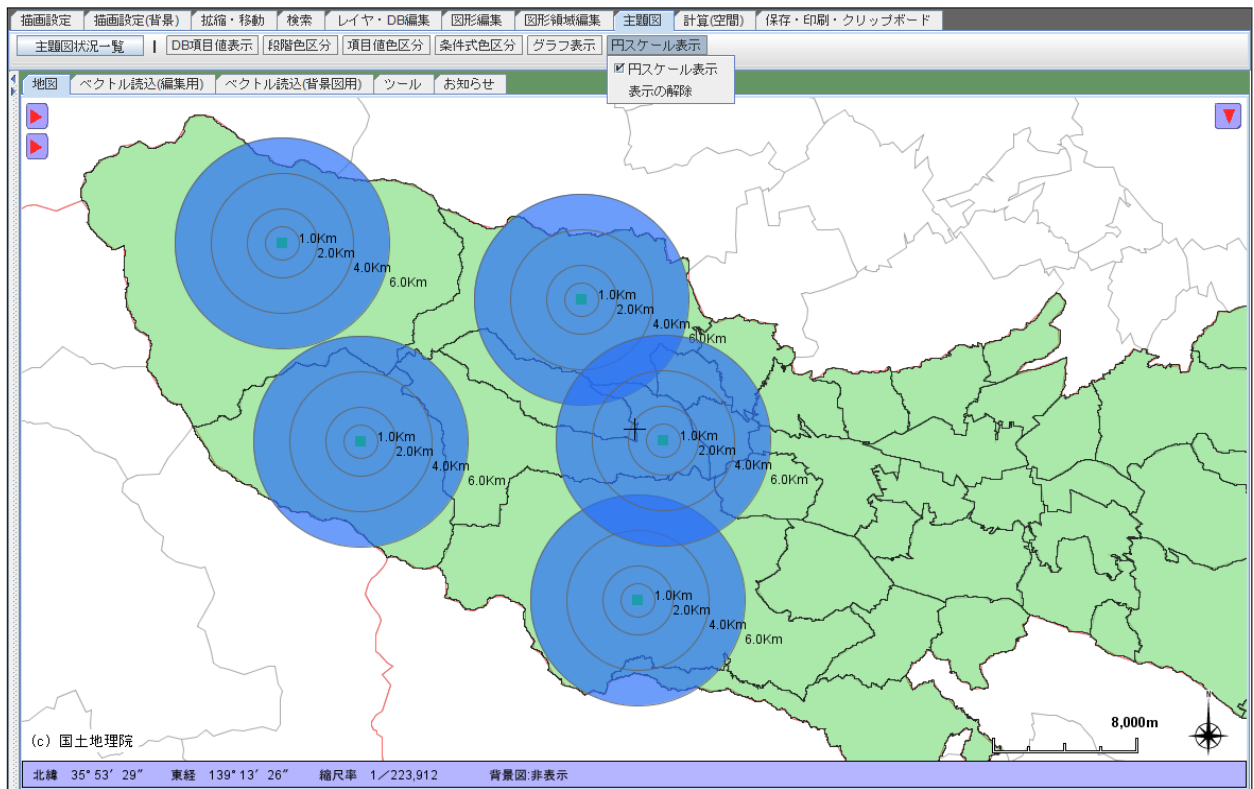 描画設定 描画設定(背景) 拡縮・移動 検索 レイヤ・DB編集 図形編集 図形領域編集 主題図 計算(空間) 保存・印刷・クリップボード
主題図状況一覧 | DB項目値表示 段階色区分 項目値色区分 条件式色区分 グラフ表示 円スケール表示
円スケール表示
表示の解除
地図 ベクトル読込(編集用) ベクトル読込(背景図用) ツール お知らせ
1.0Km
2.0Km
4.0Km
6.0Km
1.0Km
2.0Km
4.0Km
6.0Km
1.0Km
2.0Km
4.0Km
6.0Km
1.0Km
2.0Km
4.0Km
6.0Km
1.0Km
2.0Km
4.0Km
6.0Km
N
8,000m
(c) 国土地理院
北緯 35°53′29″ 東経 139°13′26″ 縮尺率 1／223,912 背景図:非表示